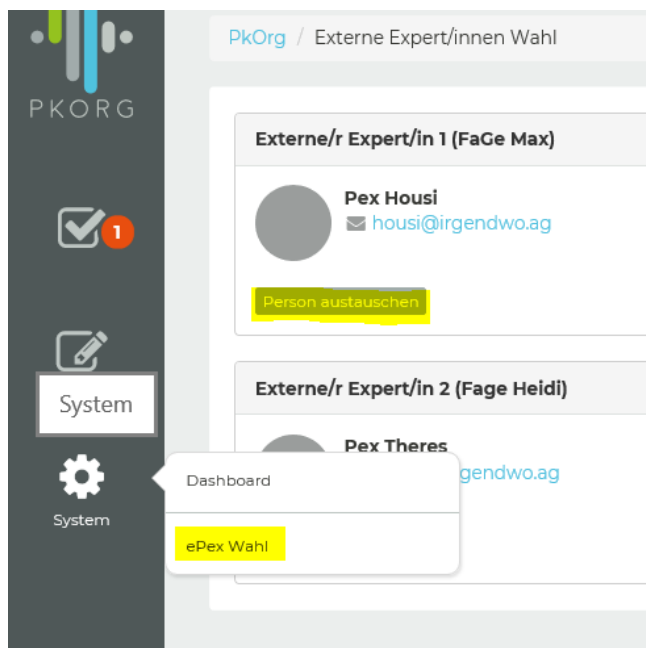 PKORG
1
System
System
PkOrg / Externe Expert/innen Wahl
Externe/r Expert/in 1 (FaGe Max)
Pex Housi
housi@irgendwo.ag
Person austauschen
Externe/r Expert/in 2 (Fage Heidi)
Pex Theres
gendwo.ag
Dashboard
ePex Wahl